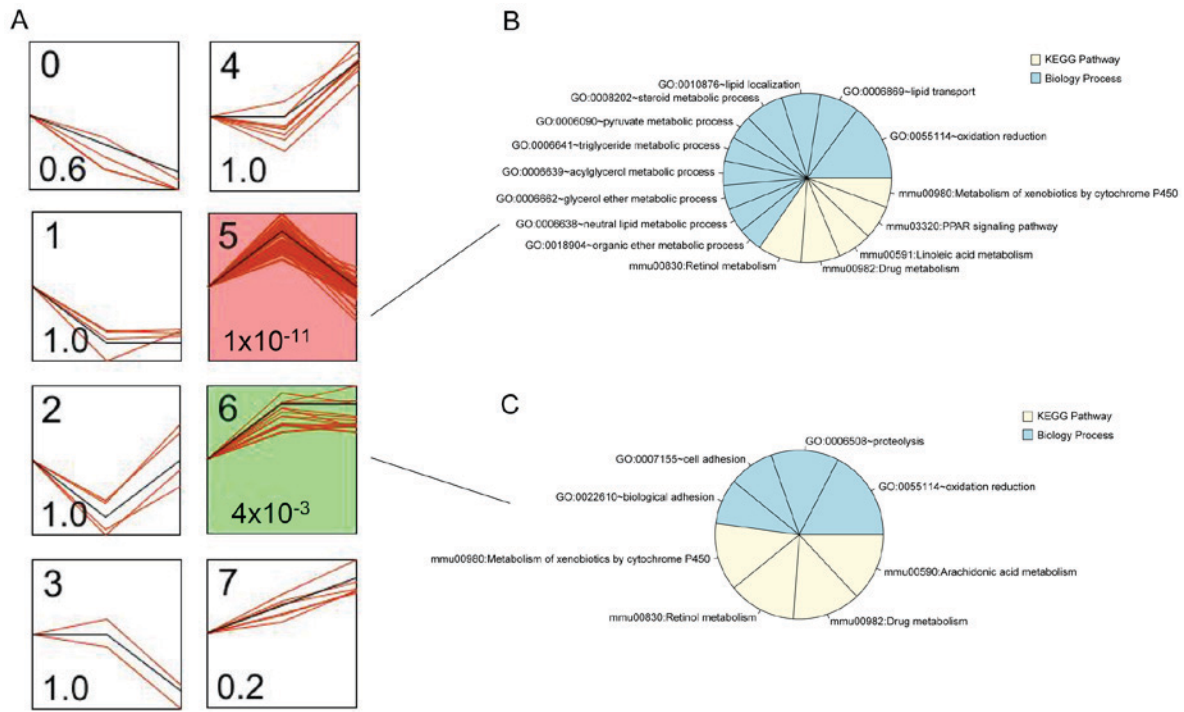 A
0
0.6
4
1.0
1
1.0
5
1x10-11
2
1.0
6
4x10-3
3
1.0
7
0.2
B
KEGG Pathway
Biology Process
GO:0010876~lipid localization
GO:0008202~steroid metabolic process
GO:0006090~pyruvate metabolic process
GO:0006641~triglyceride metabolic process
GO:0006639~acylglycerol metabolic process
GO:0006662~glycerol ether metabolic process
GO:0006638~neutral lipid metabolic process
GO:0018904~organic ether metabolic process
mmu00830:Retinol metabolism
GO:0006869~lipid transport
GO:0055114~oxidation reduction
mmu00980:Metabolism of xenobiotics by cytochrome P450
mmu03320:PPAR signaling pathway
mmu00591:Linoleic acid metabolism
mmu00982:Drug metabolism
C
KEGG Pathway
Biology Process
GO:0006508~proteolysis
GO:0007155~cell adhesion
GO:0055114~oxidation reduction
GO:0022610~biological adhesion
mmu00980:Metabolism of xenobiotics by cytochrome P450
mmu00590:Arachidonic acid metabolism
mmu00830:Retinol metabolism
mmu00982:Drug metabolism